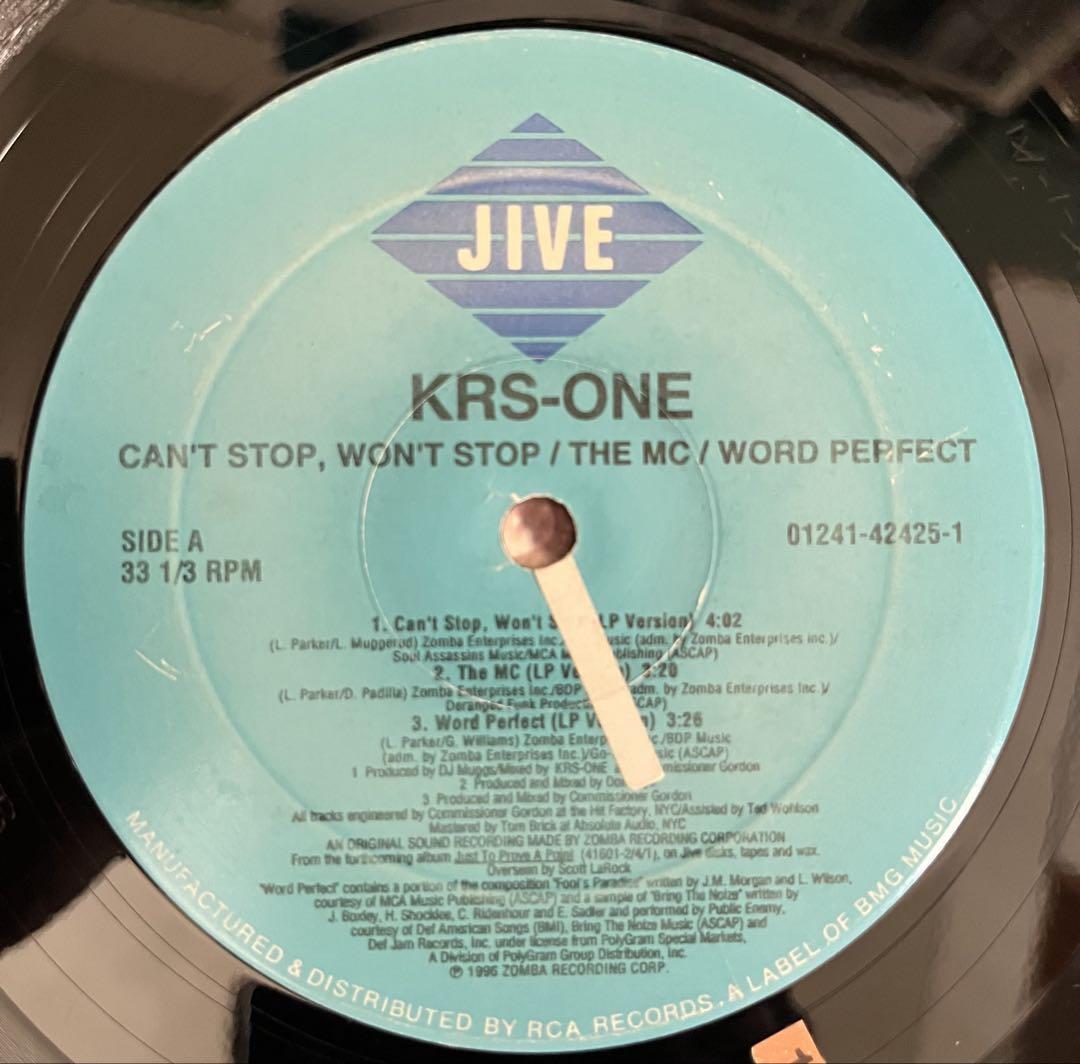 JIVE
KRS-ONE
CAN'T STOP, WON'T STOP / THE MC / WORD PERFECT
SIDE A
33 1/3 RPM
01241-42425-1
1. Can't Stop, Won't LP Version) 4:02
(L. Parker/L. Muggerud) Zomba Enterprises Inc. Music (adm. by Zomba Enterprises Inc.)/
Soul Assassins Music/MCA Publishing (ASCAP)
2. The MC (LP 3:20
(L. Parker/D. Padilla) Zomba Enterprises Inc./BDP adm. by Zomba Enterprises Inc.)/
Deranged Funk
3. Word Perfect (LP 3:26
(L. Parker/G. Williams) Zomba /BDP Music
(adm. by Zomba Enterprises Inc.) (ASCAP)
1 Produced by DJ Muggs/Mixed by KRS-ONE Gordon
2 Produced and Mixed by
3 Produced and Mixed by Commissioner Gordon
All tracks engineered by Commissioner Gordon at the Hit Factory, NYC/Assisted by Ted Wohlson
Mastered by Tom Brick at Absolute Audio, NYC
AN ORIGINAL SOUND RECORDING MADE BY ZOMBA RECORDING CORPORATION
From the forthcoming album Just To Prove A Point (41601-2/4/1), on Jive disks, tapes and wax.
Overseen by Scott LaRock
"Word Perfect" contains a portion of the composition "Fool's Paradise" written by J.M. Morgan and L. Wilson,
courtesy of MCA Music Publishing (ASCAP) and a sample of "Bring The Noize" written by
J. Boxley, H. Shocklee, C. Ridenhour and E. Sadler and performed by Public Enemy,
courtesy of Def American Songs (BMI), Bring The Noize Music (ASCAP) and
Def Jam Records, Inc. under license from PolyGram Special Markets,
A Division of PolyGram Group Distribution, Inc.
℗ 1996 ZOMBA RECORDING CORP.
MANUFACTURED & DISTRIBUTED BY RCA RECORDS, A LABEL OF BMG MUSIC